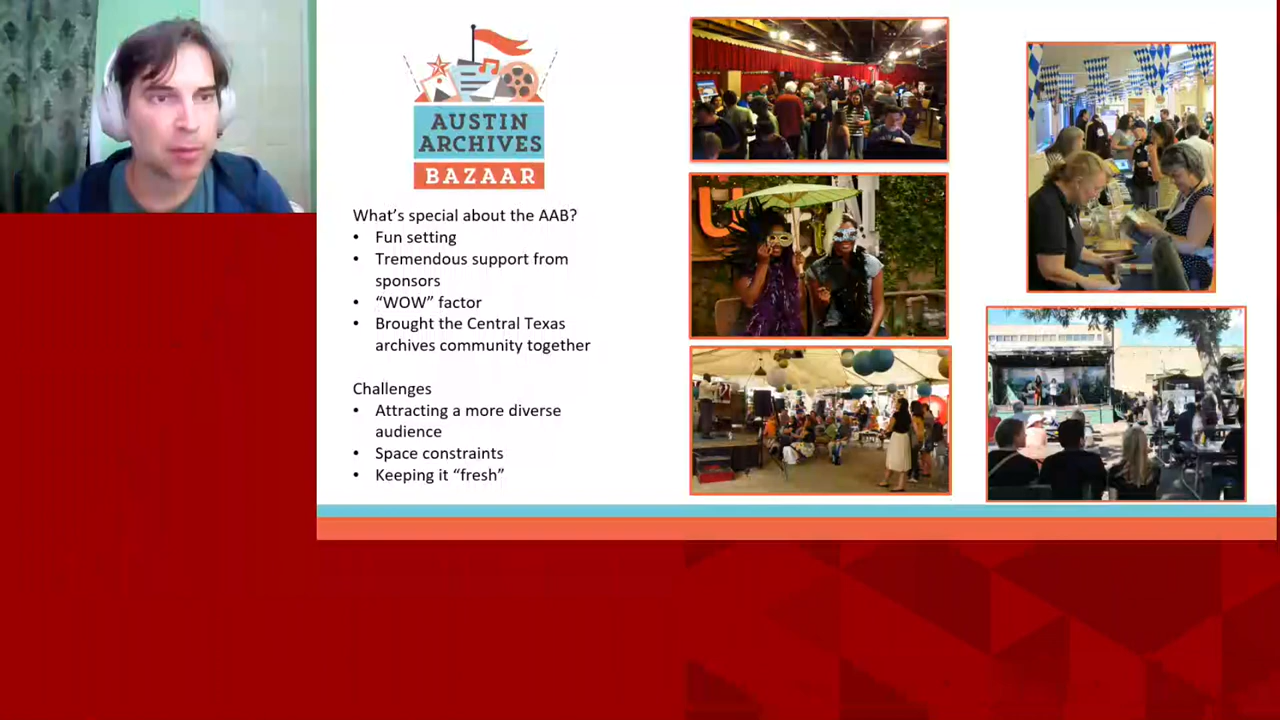 AUSTIN
ARCHIVES
BAZAAR
What's special about the AAB?
• Fun setting
• Tremendous support from
sponsors
• “WOW” factor
• Brought the Central Texas
archives community together
Challenges
• Attracting a more diverse
audience
• Space constraints
• Keeping it “fresh”